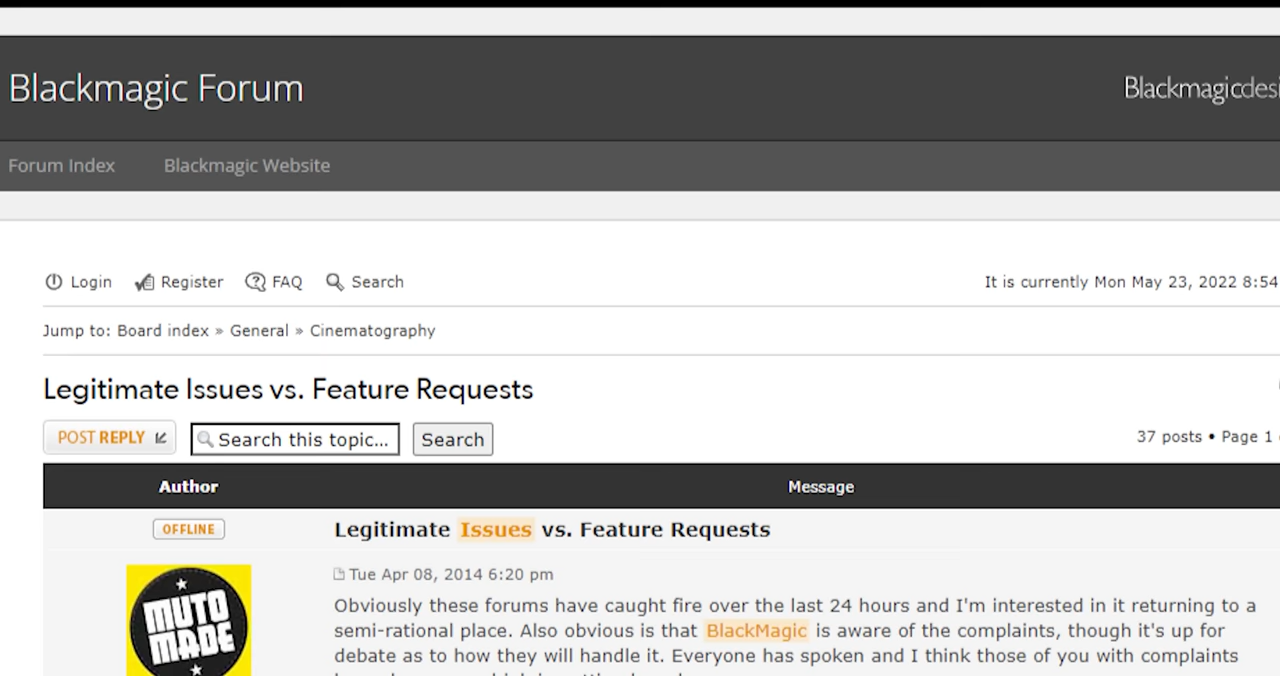 Blackmagic Forum
Blackmagicdesi
Forum Index Blackmagic Website
Login Register FAQ Search
It is currently Mon May 23, 2022 8:54
Jump to: Board index » General » Cinematography
Legitimate Issues vs. Feature Requests
POST REPLY Search this topic... Search
37 posts • Page 1
Author Message
OFFLINE
Legitimate Issues vs. Feature Requests
Tue Apr 08, 2014 6:20 pm
MUTO
MADE
Obviously these forums have caught fire over the last 24 hours and I'm interested in it returning to a
semi-rational place. Also obvious is that BlackMagic is aware of the complaints, though it's up for
debate as to how they will handle it. Everyone has spoken and I think those of you with complaints